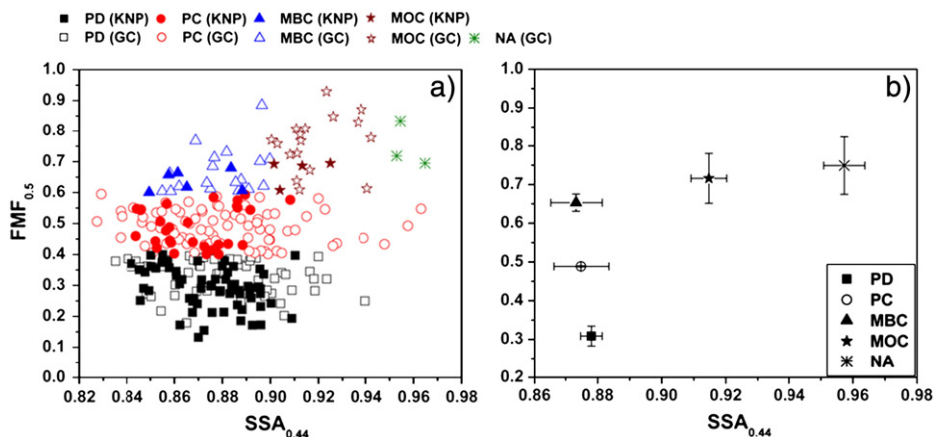 PD (KNP) PC (KNP) MBC (KNP) MOC (KNP)
PD (GC) PC (GC) MBC (GC) MOC (GC) NA (GC)
a)
1.0
0.9
0.8
0.7
0.6
0.5
0.4
0.3
0.2
0.1
0.0
FMF0.5
0.82 0.84 0.86 0.88 0.90 0.92 0.94 0.96 0.98
SSA0.44
b)
1.0
0.9
0.8
0.7
0.6
0.5
0.4
0.3
0.2
PD
PC
MBC
MOC
NA
0.86 0.88 0.90 0.92 0.94 0.96 0.98
SSA0.44